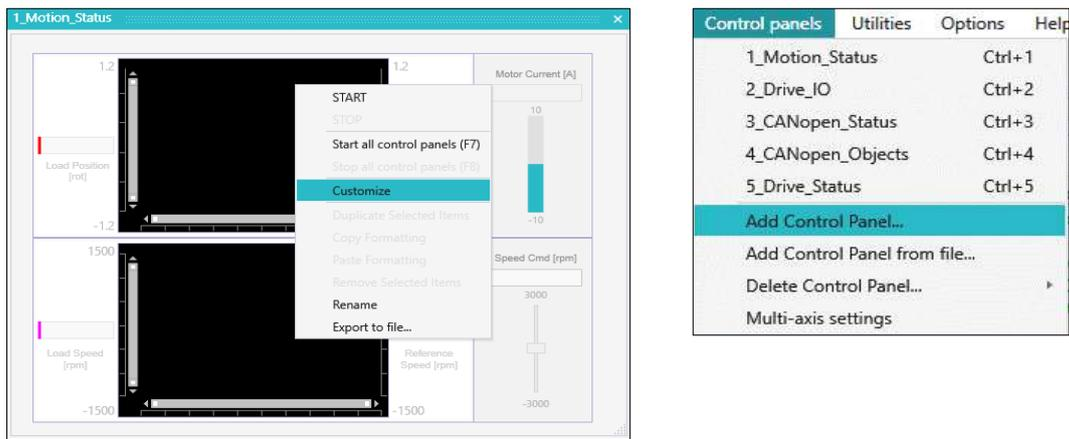 1_Motion_Status ×
1.2
Load Position
[rot]
-1.2
1.2
Motor Current [A]
10
-10
START
STOP
Start all control panels (F7)
Stop all control panels (F8)
Customize
Duplicate Selected Items
Copy Formatting
Paste Formatting
Remove Selected Items
Rename
Export to file...
1500
Load Speed
[rpm]
-1500
Reference
Speed [rpm]
-1500
Speed Cmd [rpm]
3000
-3000
Control panels Utilities Options Help
1_Motion_Status Ctrl+1
2_Drive_IO Ctrl+2
3_CANopen_Status Ctrl+3
4_CANopen_Objects Ctrl+4
5_Drive_Status Ctrl+5
Add Control Panel...
Add Control Panel from file...
Delete Control Panel...
Multi-axis settings